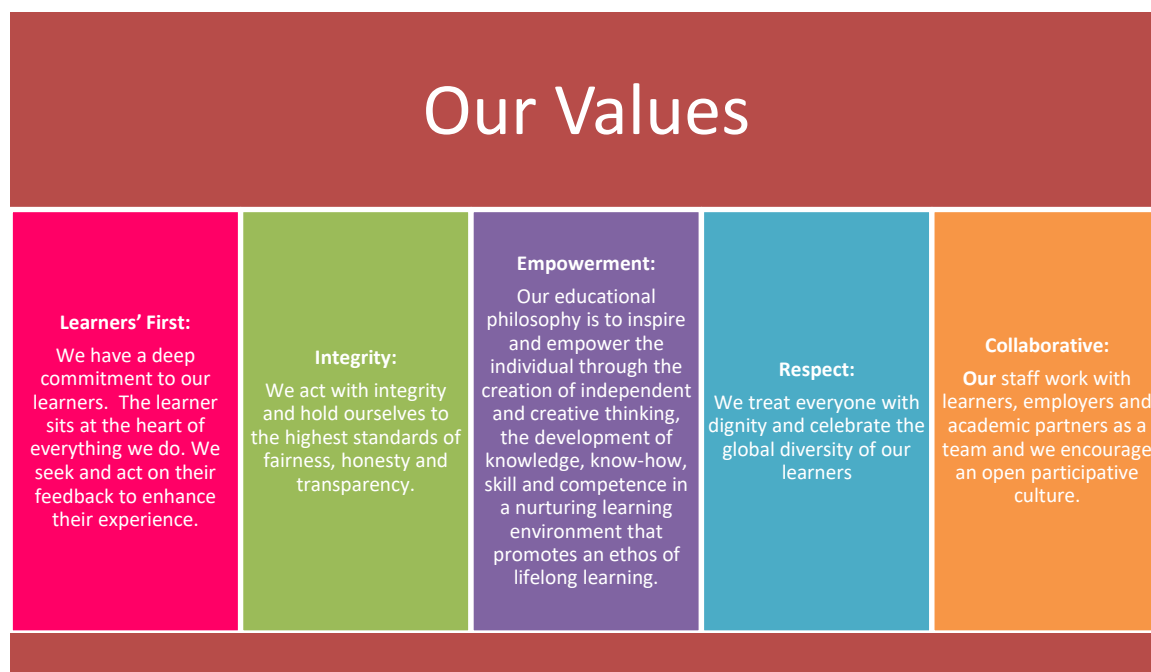 Our Values
Learners’ First:
We have a deep
commitment to our
learners.  The learner
sits at the heart of
everything we do. We
seek and act on their
feedback to enhance
their experience.
Integrity:
We act with integrity
and hold ourselves to
the highest standards of
fairness, honesty and
transparency.
Empowerment:
Our educational
philosophy is to inspire
and empower the
individual through the
creation of independent
and creative thinking,
the development of
knowledge, know-how,
skill and competence in
a nurturing learning
environment that
promotes an ethos of
lifelong learning.
Respect:
We treat everyone with
dignity and celebrate the
global diversity of our
learners
Collaborative:
Our staff work with
learners, employers and
academic partners as a
team and we encourage
an open participative
culture.